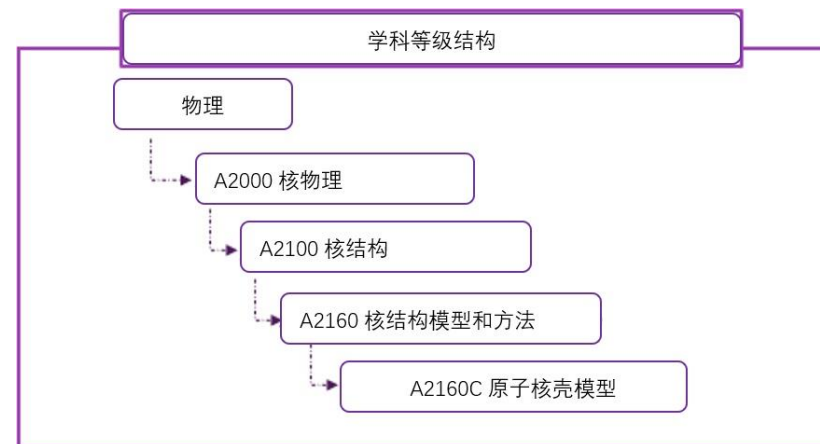 学科等级结构
物理
A2000 核物理
A2100 核结构
A2160 核结构模型和方法
A2160C 原子核壳模型